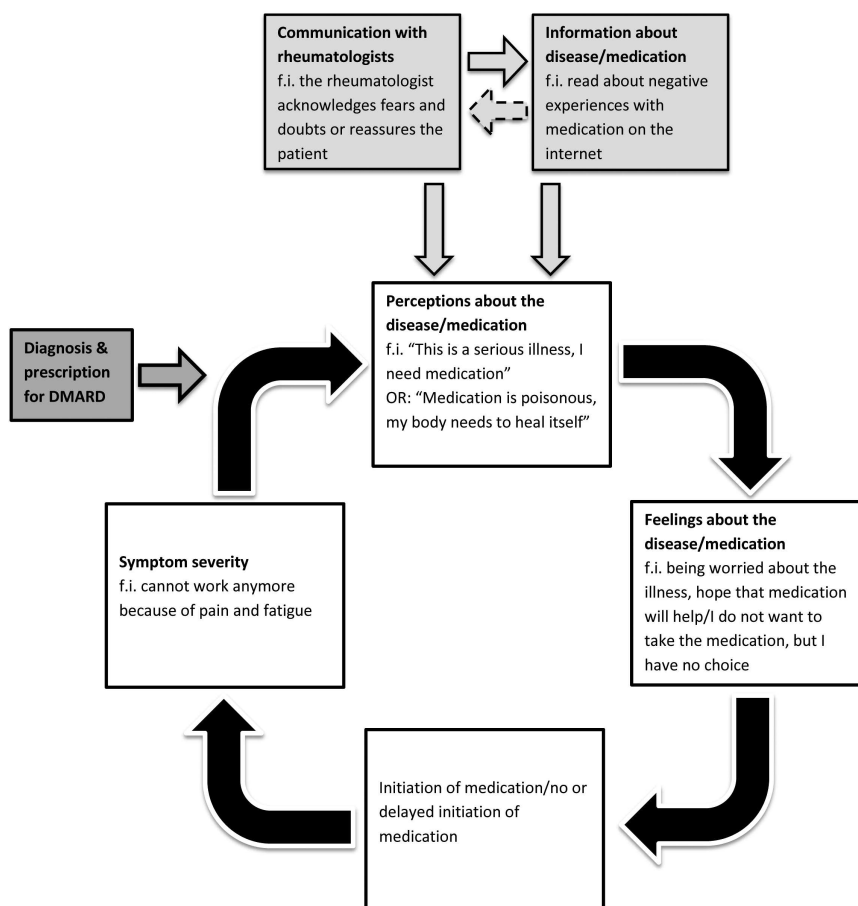 Communication with
rheumatologists
f.i. the rheumatologist
acknowledges fears and
doubts or reassures the
patient
Information about
disease/medication
f.i. read about negative
experiences with
medication on the
internet
Diagnosis &
prescription
for DMARD
Perceptions about the
disease/medication
f.i. “This is a serious illness, I
need medication”
OR: “Medication is poisonous,
my body needs to heal itself”
Feelings about the
disease/medication
f.i. being worried about the
illness, hope that medication
will help/I do not want to
take the medication, but I
have no choice
Initiation of medication/no or
delayed initiation of
medication
Symptom severity
f.i. cannot work anymore
because of pain and fatigue